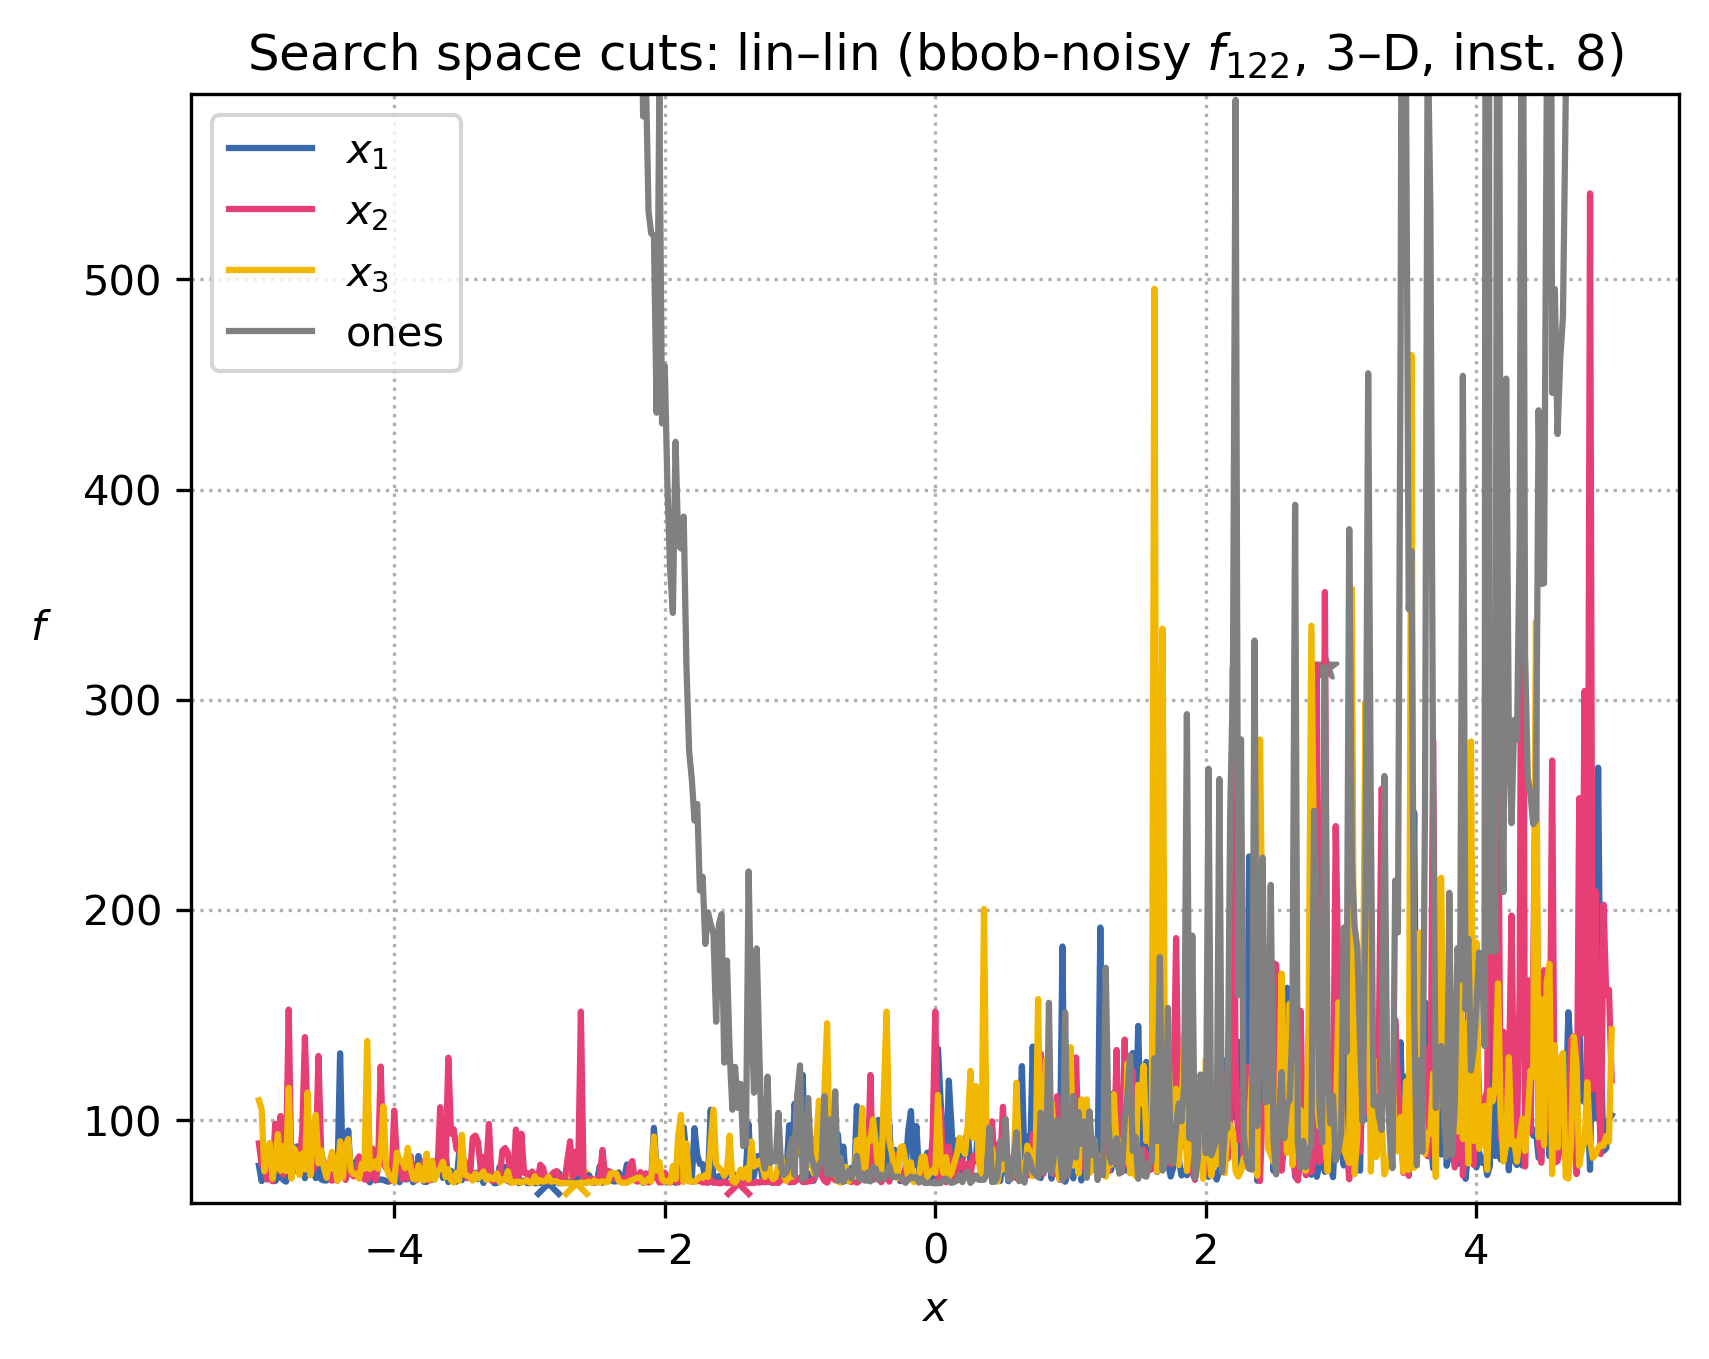 Search space cuts: lin–lin (bbob-noisy f₁₂₂, 3–D, inst. 8)
x₁
x₂
x₃
ones
500
400
300
200
100
f
−4
−2
0
2
4
x